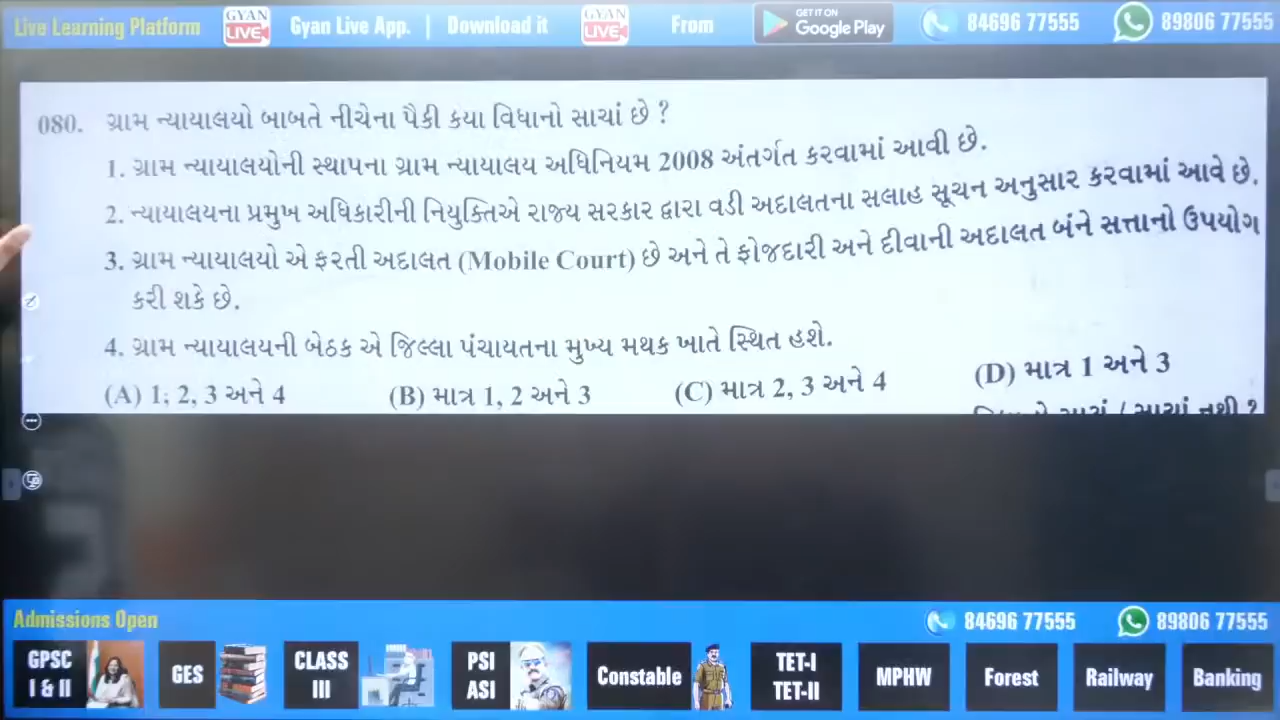 Live Learning Platform GYAN LIVE Gyan Live App. | Download it GYAN LIVE From GET IT ON Google Play 84696 77555 89806 77555
080. ગ્રામ ન્યાયાલયો બાબતે નીચેના પૈકી કયા વિધાનો સાચાં છે ?
1. ગ્રામ ન્યાયાલયોની સ્થાપના ગ્રામ ન્યાયાલય અધિનિયમ 2008 અંતર્ગત કરવામાં આવી છે.
2. ન્યાયાલયના પ્રમુખ અધિકારીની નિયુક્તિએ રાજ્ય સરકાર દ્વારા વડી અદાલતના સલાહ સૂચન અનુસાર કરવામાં આવે છે.
3. ગ્રામ ન્યાયાલયો એ ફરતી અદાલત (Mobile Court) છે અને તે ફોજદારી અને દીવાની અદાલત બંને સત્તાનો ઉપયોગ
કરી શકે છે.
4. ગ્રામ ન્યાયાલયની બેઠક એ જિલ્લા પંચાયતના મુખ્ય મથક ખાતે સ્થિત હશે.
(A) 1, 2, 3 અને 4 (B) માત્ર 1, 2 અને 3 (C) માત્ર 2, 3 અને 4 (D) માત્ર 1 અને 3
સાચું / સાચાં નથી ?
Admissions Open 84696 77555 89806 77555
GPSC I & II GES CLASS III PSI ASI Constable TET-I TET-II MPHW Forest Railway Banking